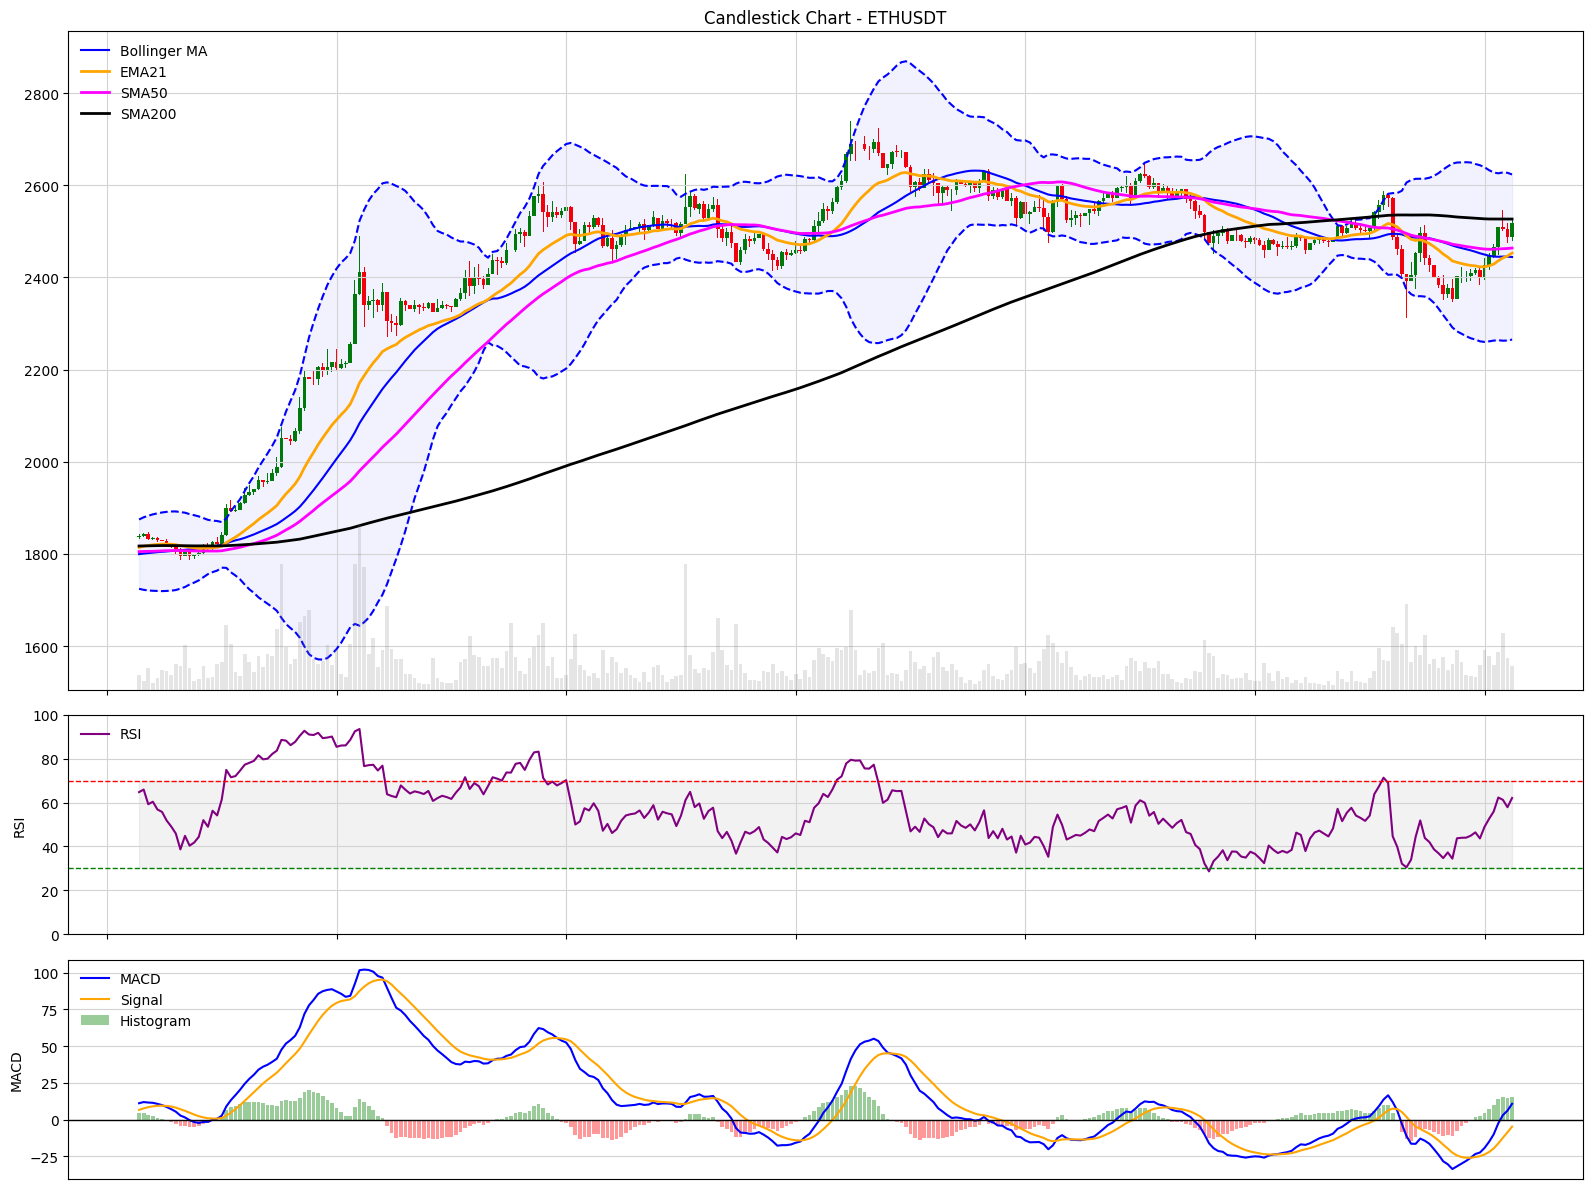 Candlestick Chart - ETHUSDT
Bollinger MA
EMA21
SMA50
SMA200
2800
2600
2400
2200
2000
1800
1600
RSI
RSI
100
80
60
40
20
0
MACD
Signal
Histogram
MACD
100
75
50
25
0
−25